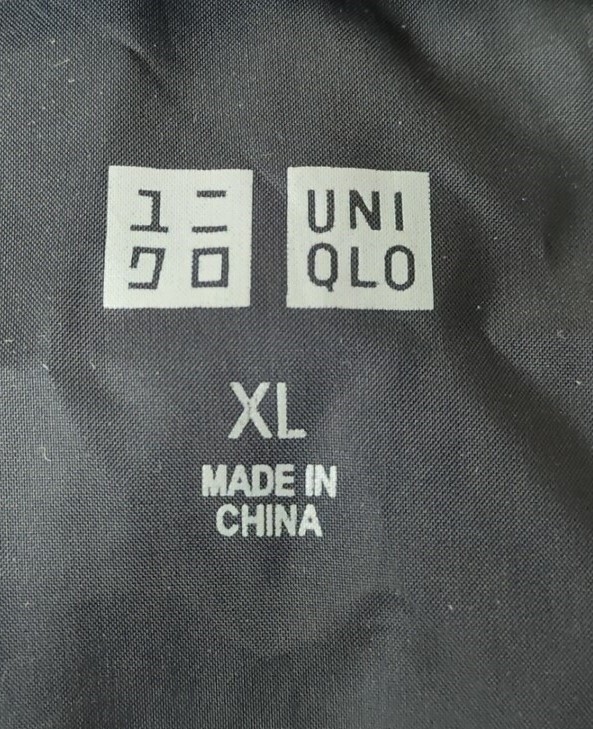 ユニ
クロ
UNI
QLO
XL
MADE IN
CHINA